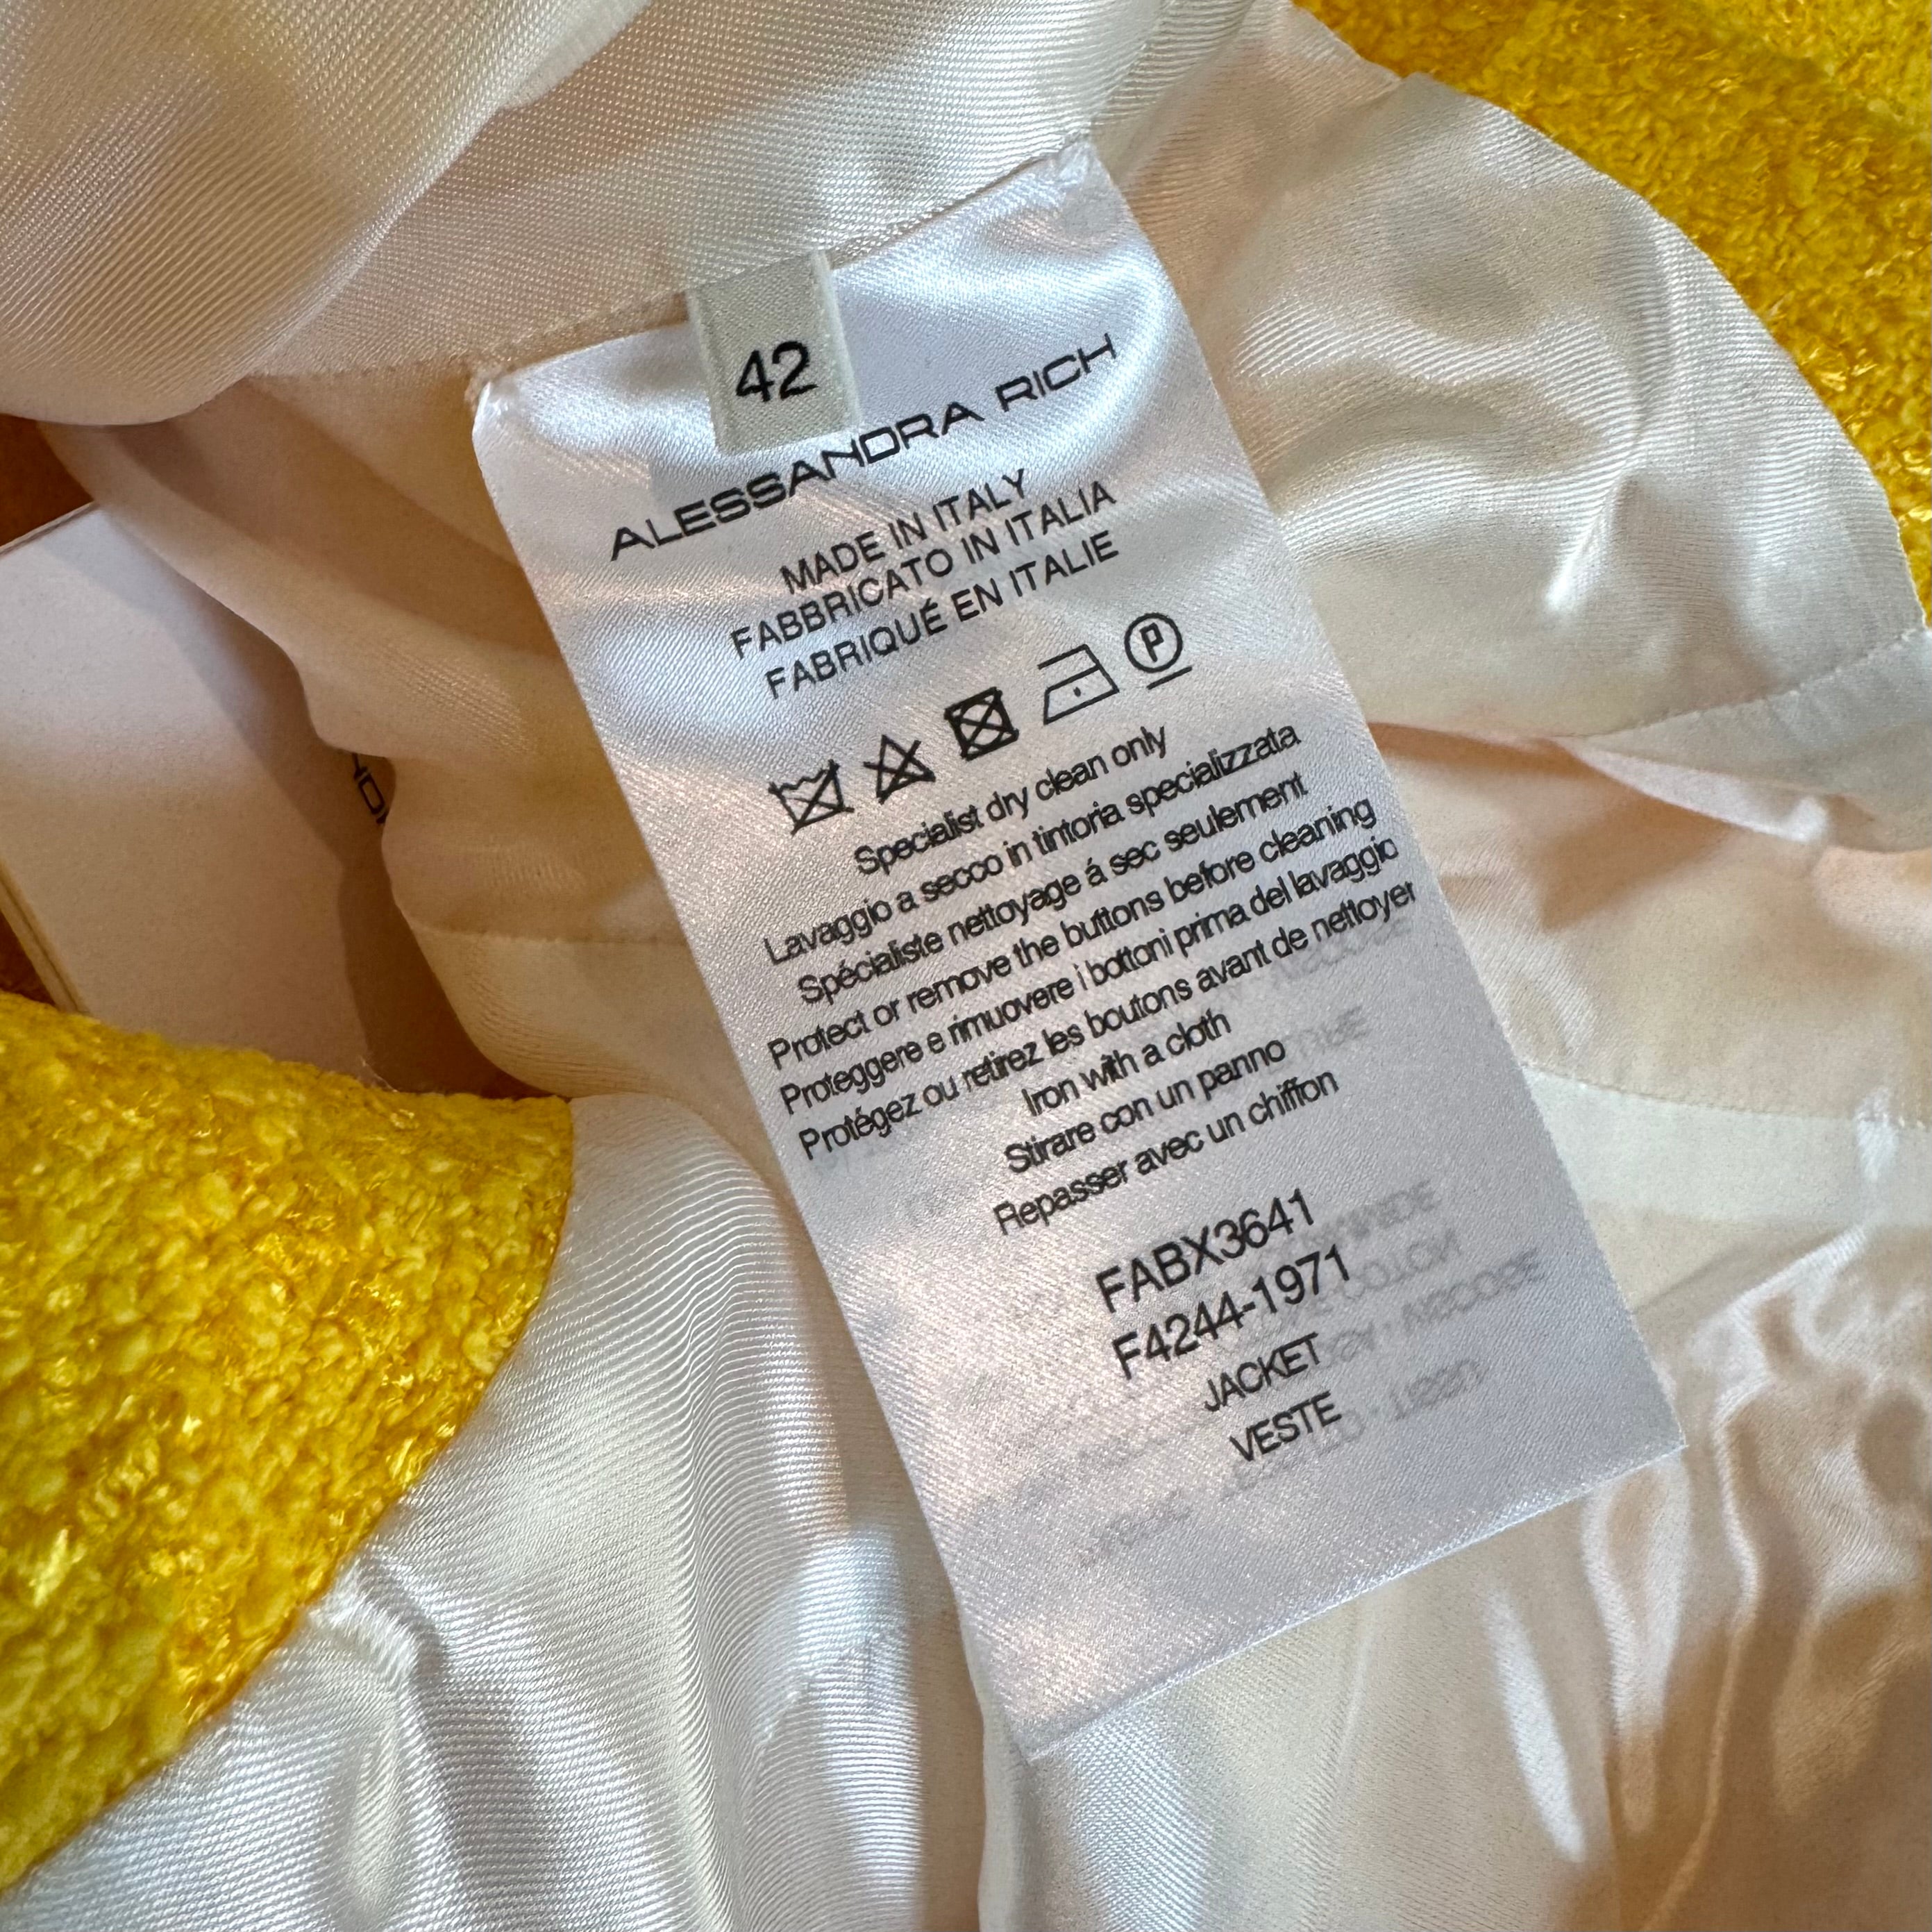 42
ALESSANDRA RICH
MADE IN ITALY
FABBRICATO IN ITALIA
FABRIQUÉ EN ITALIE
P
Specialist dry clean only
Lavaggio a secco in tintoria specializzata
Spécialiste nettoyage á sec seulement
Protect or remove the buttons before cleaning
Proteggere e rimuovere i bottoni prima del lavaggio
Protégez ou retirez les boutons avant de nettoyer
Iron with a cloth
Stirare con un panno
Repasser avec un chiffon
FABX3641
F4244-1971
JACKET
VESTE